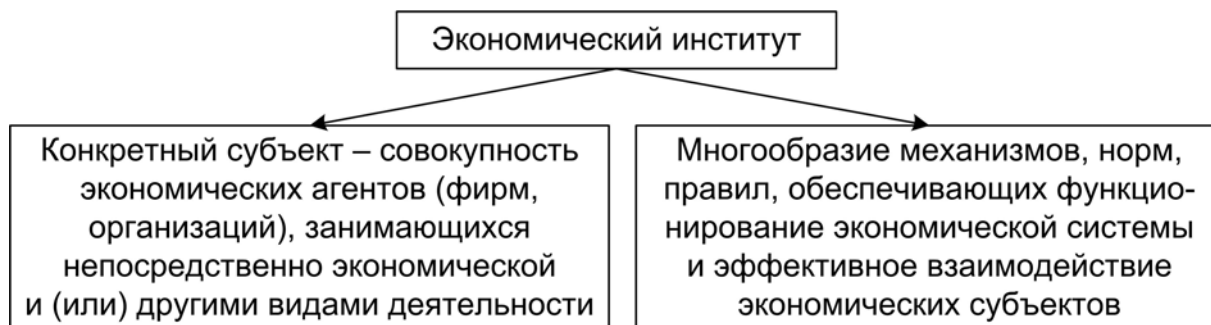 Экономический институт
Конкретный субъект – совокупность
экономических агентов (фирм,
организаций), занимающихся
непосредственно экономической
и (или) другими видами деятельности
Многообразие механизмов, норм,
правил, обеспечивающих функцио-
нирование экономической системы
и эффективное взаимодействие
экономических субъектов